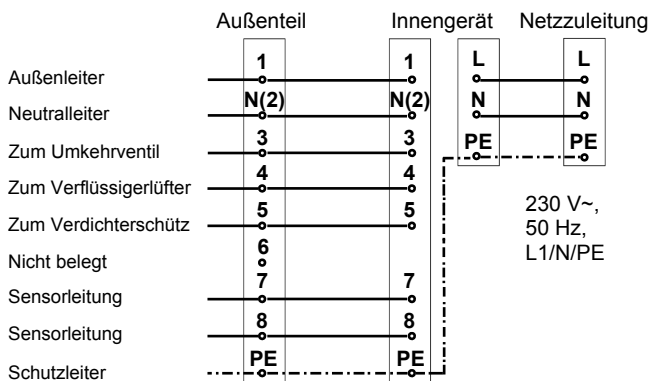 Außenteil Innengerät Netzzuleitung
Außenleiter 1 1 L L
Neutralleiter N(2) N(2) N N
Zum Umkehrventil 3 3 PE PE
Zum Verflüssigerlüfter 4 4
Zum Verdichterschütz 5 5
Nicht belegt 6
Sensorleitung 7 7
Sensorleitung 8 8
Schutzleiter PE PE
230 V~,
50 Hz,
L1/N/PE